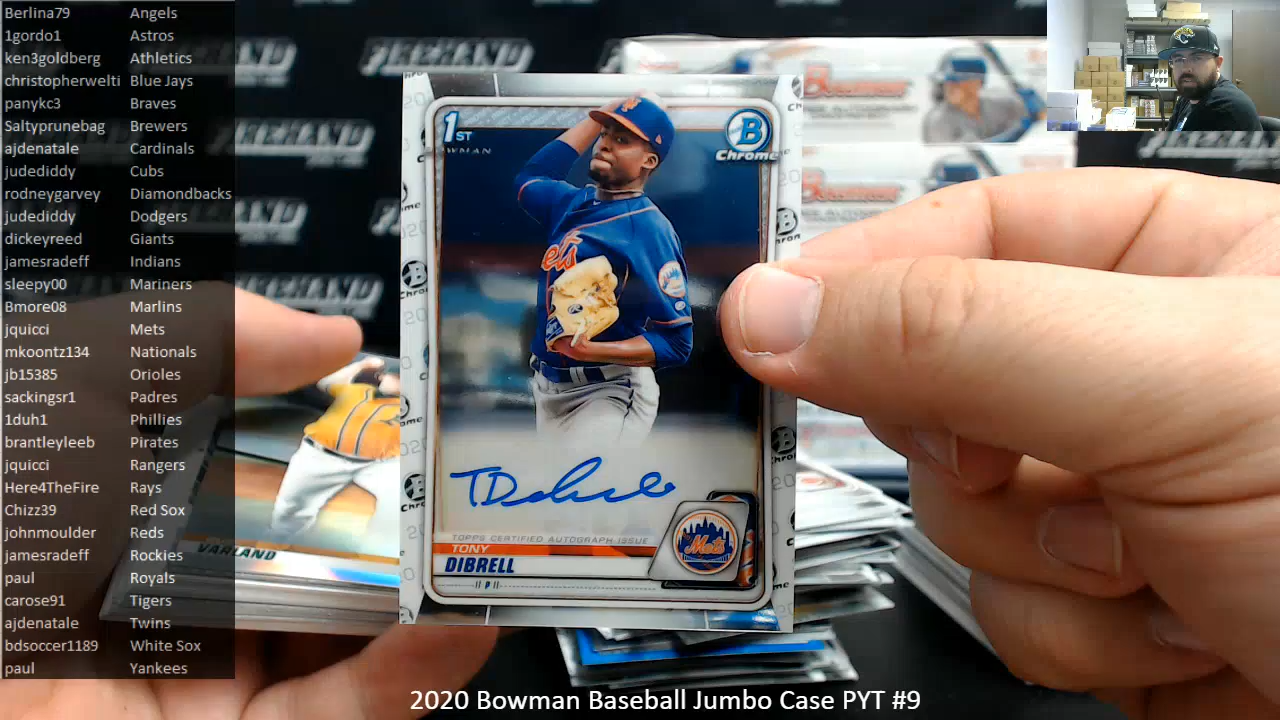 Berlina79 Angels
1gordo1 Astros
ken3goldberg Athletics
christopherwelti Blue Jays
panykc3 Braves
Saltyprunebag Brewers
ajdenatale Cardinals
judediddy Cubs
rodneygarvey Diamondbacks
judediddy Dodgers
dickeyreed Giants
jamesradeff Indians
sleepy00 Mariners
Bmore08 Marlins
jquicci Mets
mkoontz134 Nationals
jb15385 Orioles
sackingsr1 Padres
1duh1 Phillies
brantleyleeb Pirates
jquicci Rangers
Here4TheFire Rays
Chizz39 Red Sox
johnmoulder Reds
jamesradeff Rockies
paul Royals
carose91 Tigers
ajdenatale Twins
bdsoccer1189 White Sox
paul Yankees
FIREHAND
Bowman
Bowman
1ST
B
Chrome
Mets
TDibrell
TOPPS CERTIFIED AUTOGRAPH ISSUE
TONY
DIBRELL
P
Mets
VARLAND
2020 Bowman Baseball Jumbo Case PYT #9